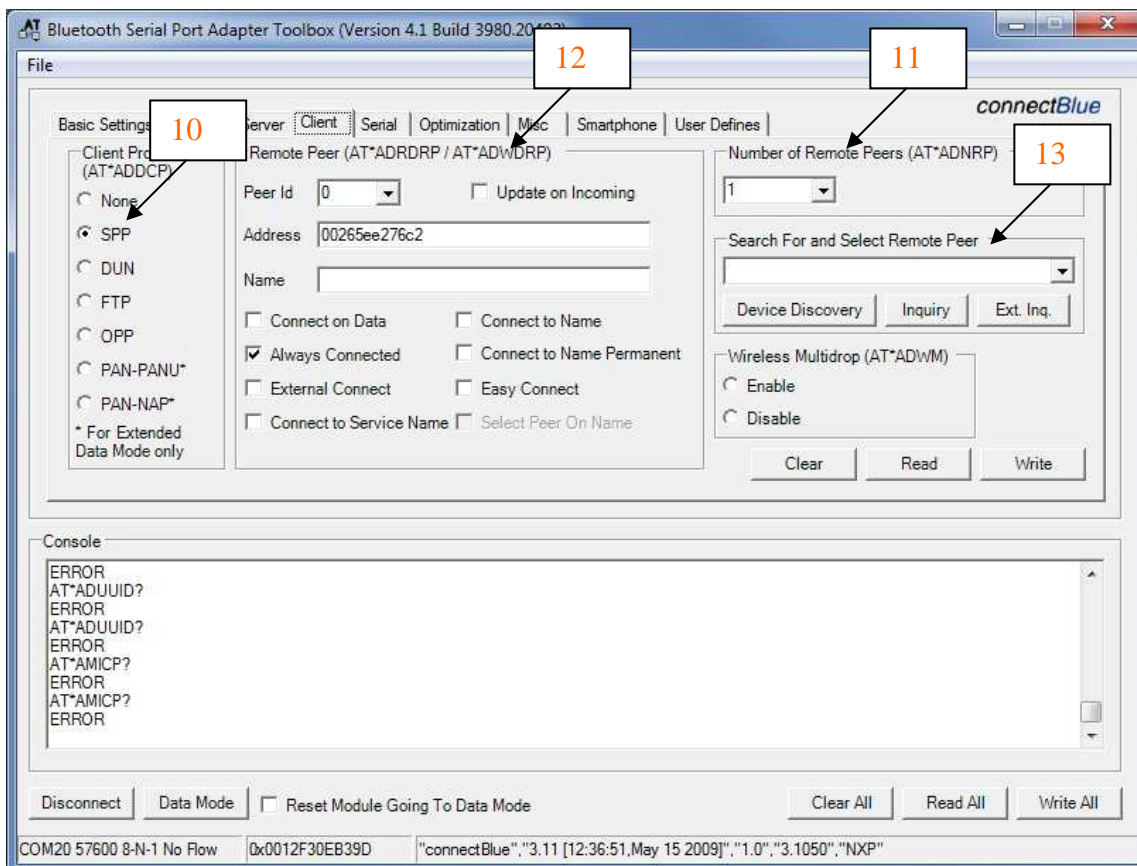 Bluetooth Serial Port Adapter Toolbox (Version 4.1 Build 3980.20402)
File
12
11
10
13
connectBlue
Basic Settings
Server
Client
Serial
Optimization
Misc
Smartphone
User Defines
Client
(AT*ADDCP)
None
SPP
DUN
FTP
OPP
PAN-PANU*
PAN-NAP*
* For Extended
Data Mode only
Remote Peer (AT*ADRDRP / AT*ADWDRP)
Peer Id 0
Update on Incoming
Address 00265ee276c2
Name
Connect on Data
Connect to Name
Always Connected
Connect to Name Permanent
External Connect
Easy Connect
Connect to Service Name
Select Peer On Name
Number of Remote Peers (AT*ADNRP)
1
Search For and Select Remote Peer
Device Discovery
Inquiry
Ext. Inq.
Wireless Multidrop (AT*ADWM)
Enable
Disable
Clear
Read
Write
Console
ERROR
AT*ADUUID?
ERROR
AT*ADUUID?
ERROR
AT*AMICP?
ERROR
AT*AMICP?
ERROR
Disconnect
Data Mode
Reset Module Going To Data Mode
Clear All
Read All
Write All
COM20 57600 8-N-1 No Flow
0x0012F30EB39D
"connectBlue","3.11 [12:36:51,May 15 2009]","1.0","3.1050","NXP"